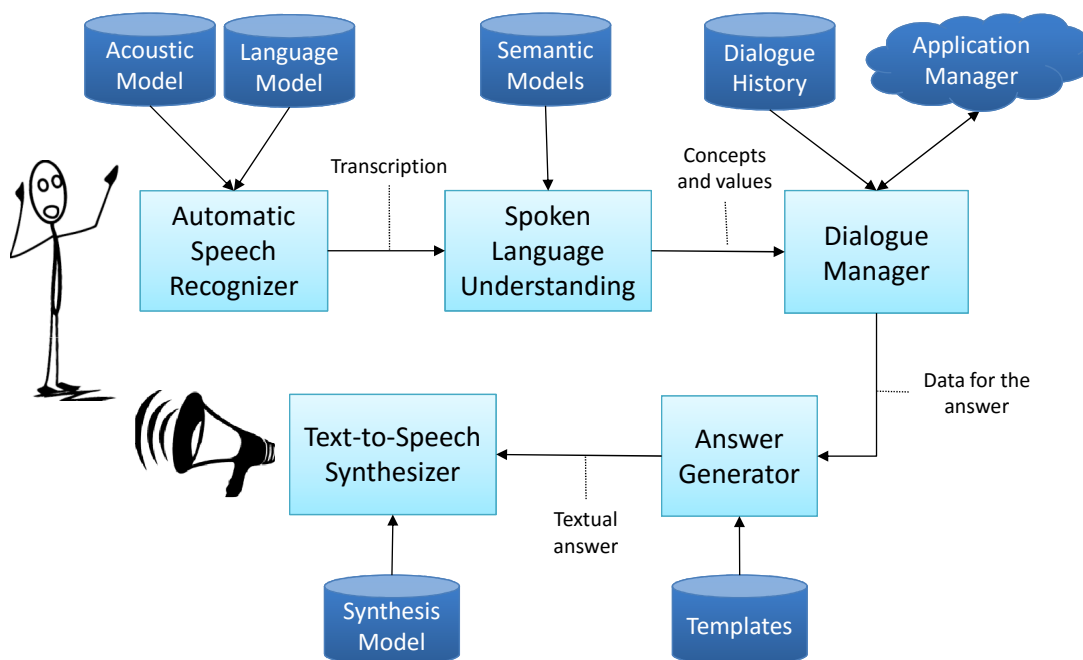 Acoustic
Model
Language
Model
Semantic
Models
Dialogue
History
Application
Manager
Transcription
Concepts
and values
Automatic
Speech
Recognizer
Spoken
Language
Understanding
Dialogue
Manager
Data for the
answer
Text-to-Speech
Synthesizer
Answer
Generator
Textual
answer
Synthesis
Model
Templates